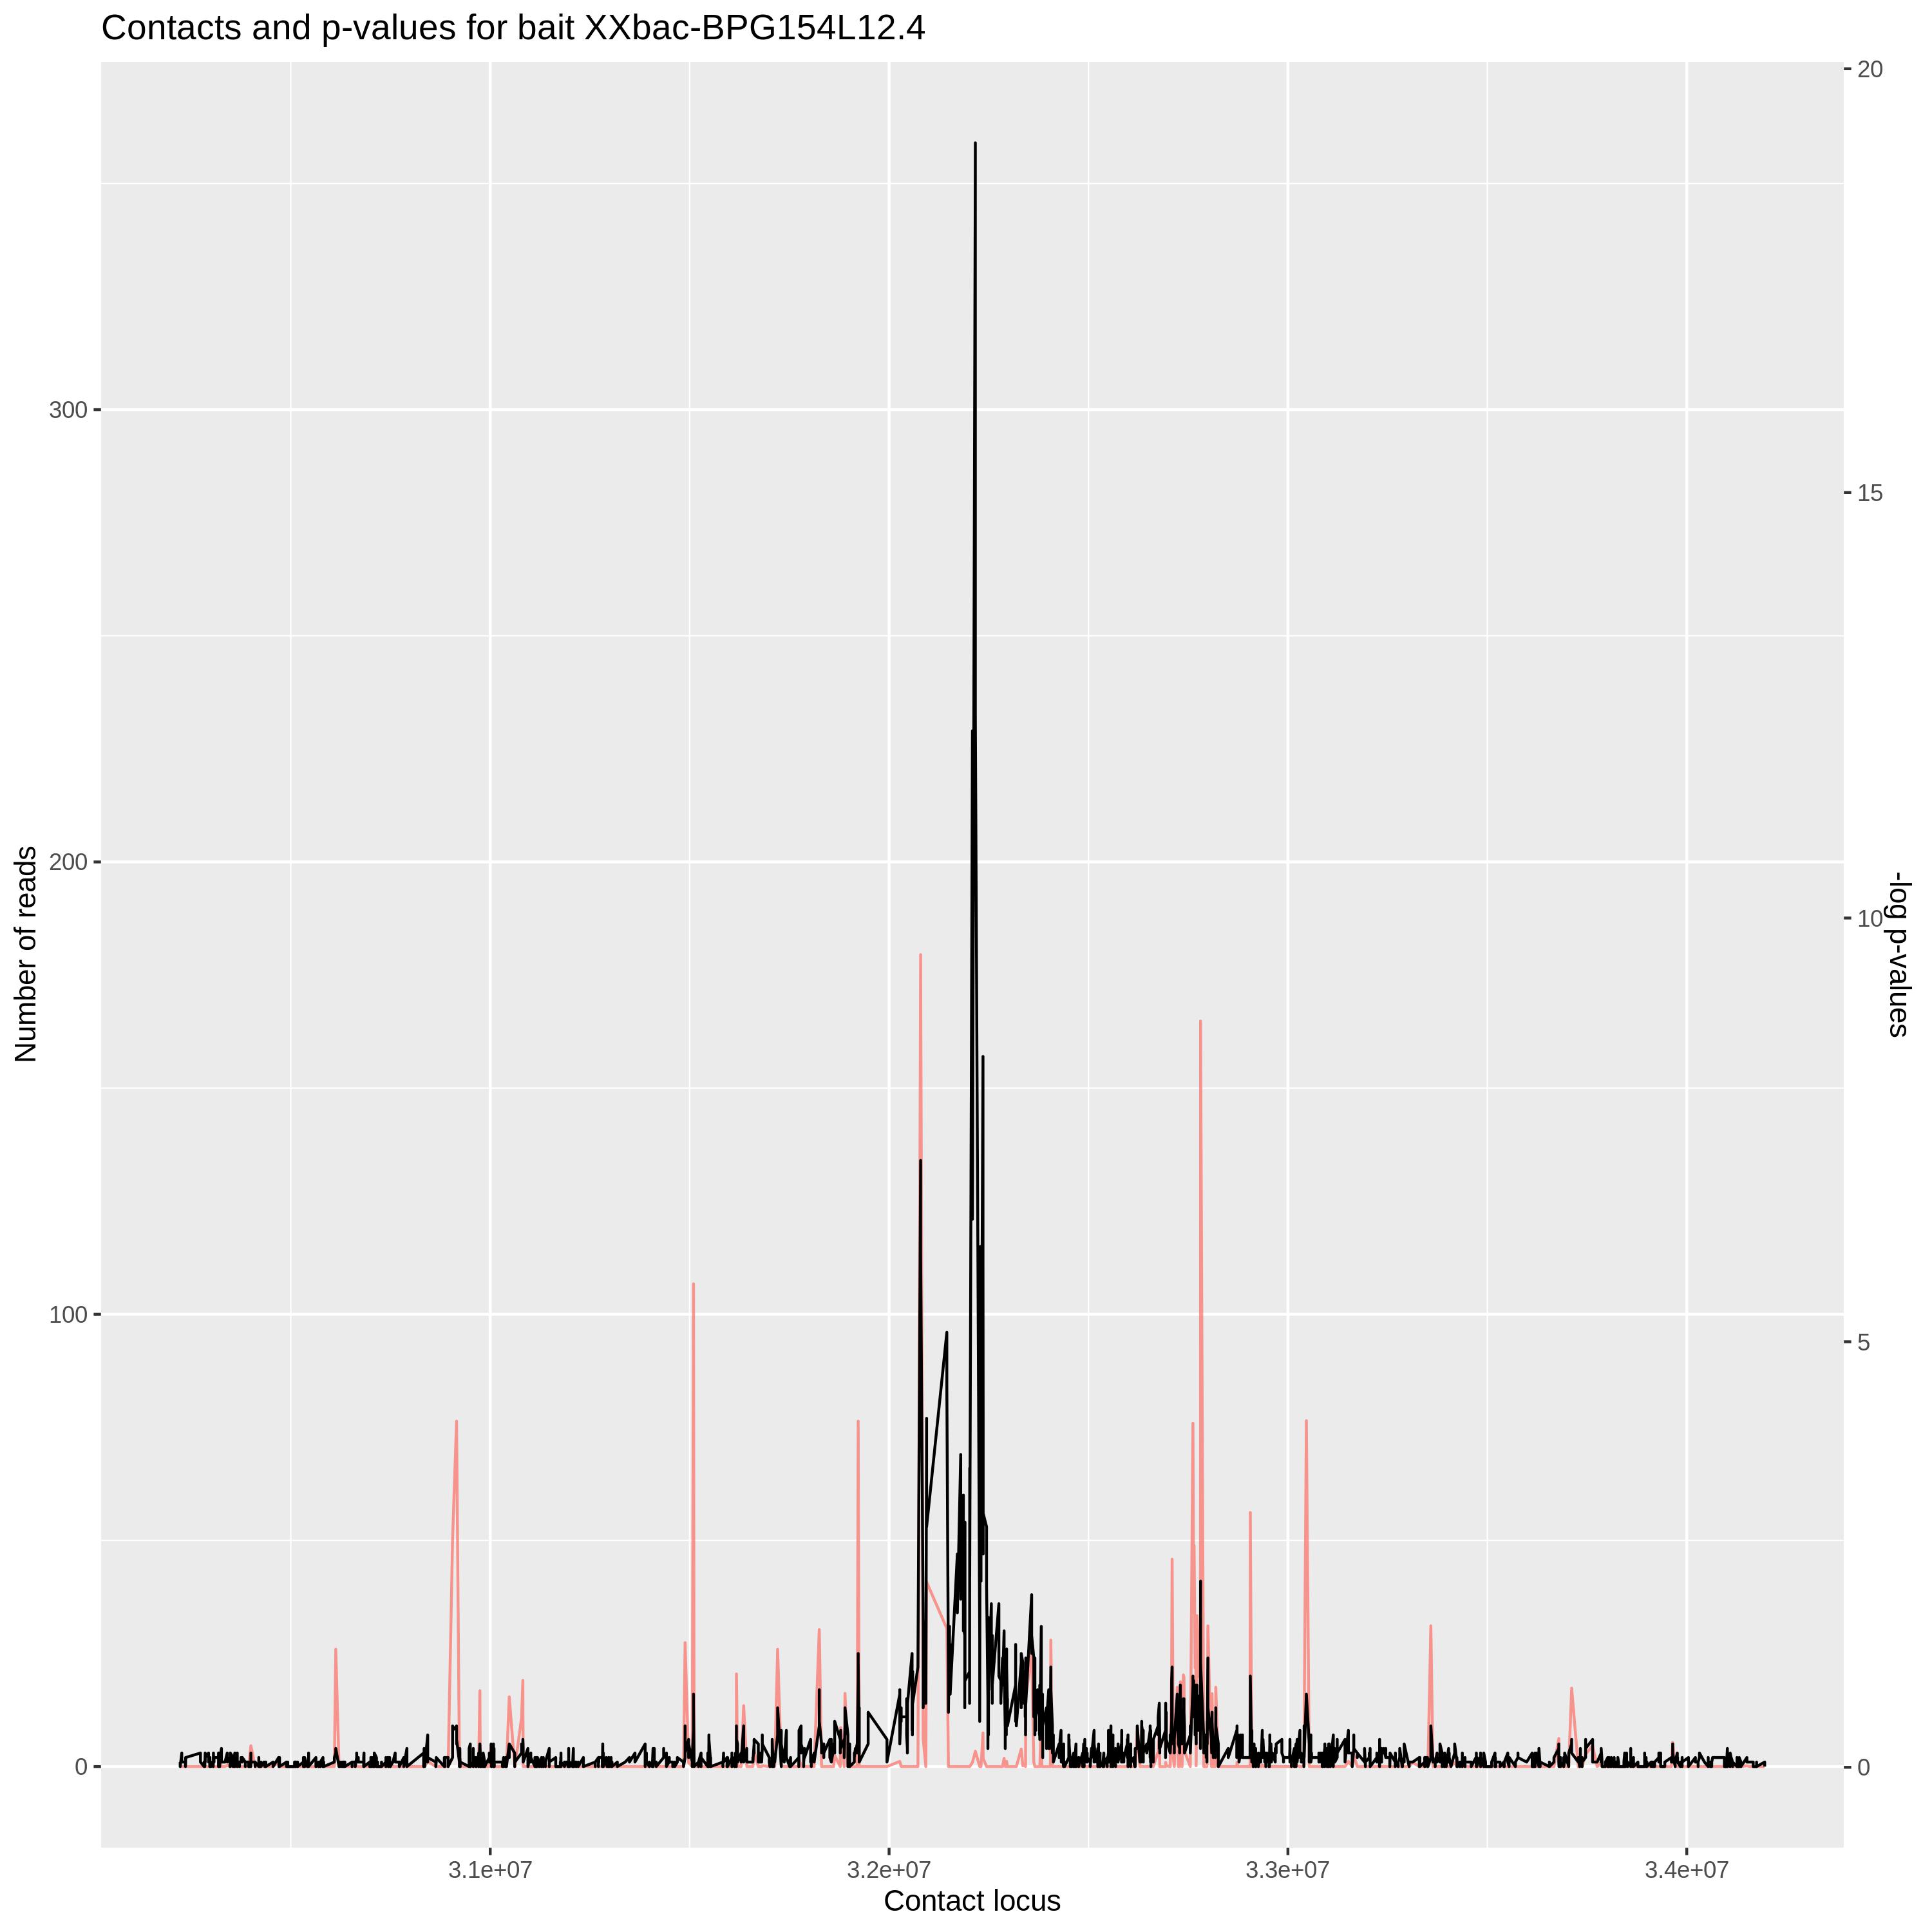 Contacts and p-values for bait XXbac-BPG154L12.4
20
15
10
5
0
-log p-values
300
200
100
0
Number of reads
3.1e+07 3.2e+07 3.3e+07 3.4e+07
Contact locus